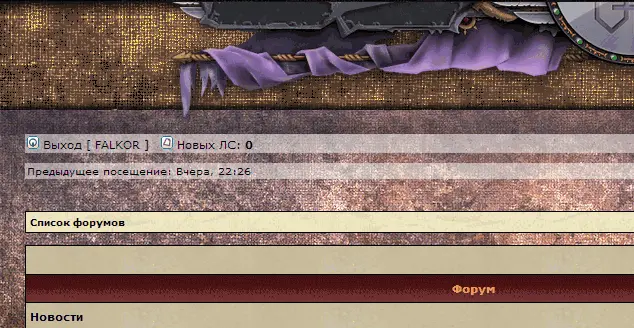 Выход [ FALKOR ] Новых ЛС: 0
Предыдущее посещение: Вчера, 22:26
Список форумов
Форум
Новости